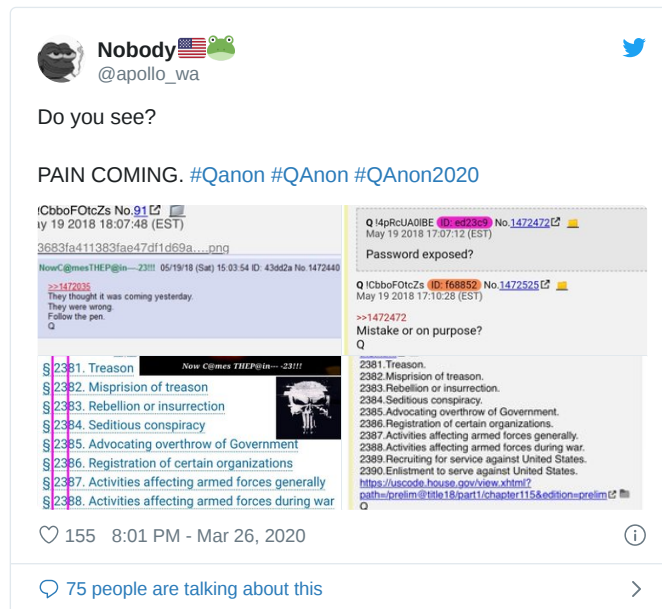 Nobody
@apollo_wa
Do you see?
PAIN COMING. #Qanon #QAnon #QAnon2020
!CbboFOtcZs No.91
ay 19 2018 18:07:48 (EST)
3683fa411383fae47df1d69a....png
NowC@mesTHEP@in---23!!! 05/19/18 (Sat) 15:03:54 ID: 43dd2a No.1472440
>>1472035
They thought it was coming yesterday.
They were wrong.
Follow the pen.
Q
Q !4pRcUA0lBE ID: ed23c9 No.1472472
May 19 2018 17:07:12 (EST)
Password exposed?
Q !CbboFOtcZs ID: f68852 No.1472525
May 19 2018 17:10:28 (EST)
>>1472472
Mistake or on purpose?
Q
§ 2381. Treason
Now C@mes THEP@in--- -23!!!
§ 2382. Misprision of treason
§ 2383. Rebellion or insurrection
§ 2384. Seditious conspiracy
§ 2385. Advocating overthrow of Government
§ 2386. Registration of certain organizations
§ 2387. Activities affecting armed forces generally
§ 2388. Activities affecting armed forces during war
2381.Treason.
2382.Misprision of treason.
2383.Rebellion or insurrection.
2384.Seditious conspiracy.
2385.Advocating overthrow of Government.
2386.Registration of certain organizations.
2387.Activities affecting armed forces generally.
2388.Activities affecting armed forces during war.
2389.Recruiting for service against United States.
2390.Enlistment to serve against United States.
https://uscode.house.gov/view.xhtml?
path=/prelim@title18/part1/chapter115&edition=prelim
Q
155 8:01 PM - Mar 26, 2020
75 people are talking about this